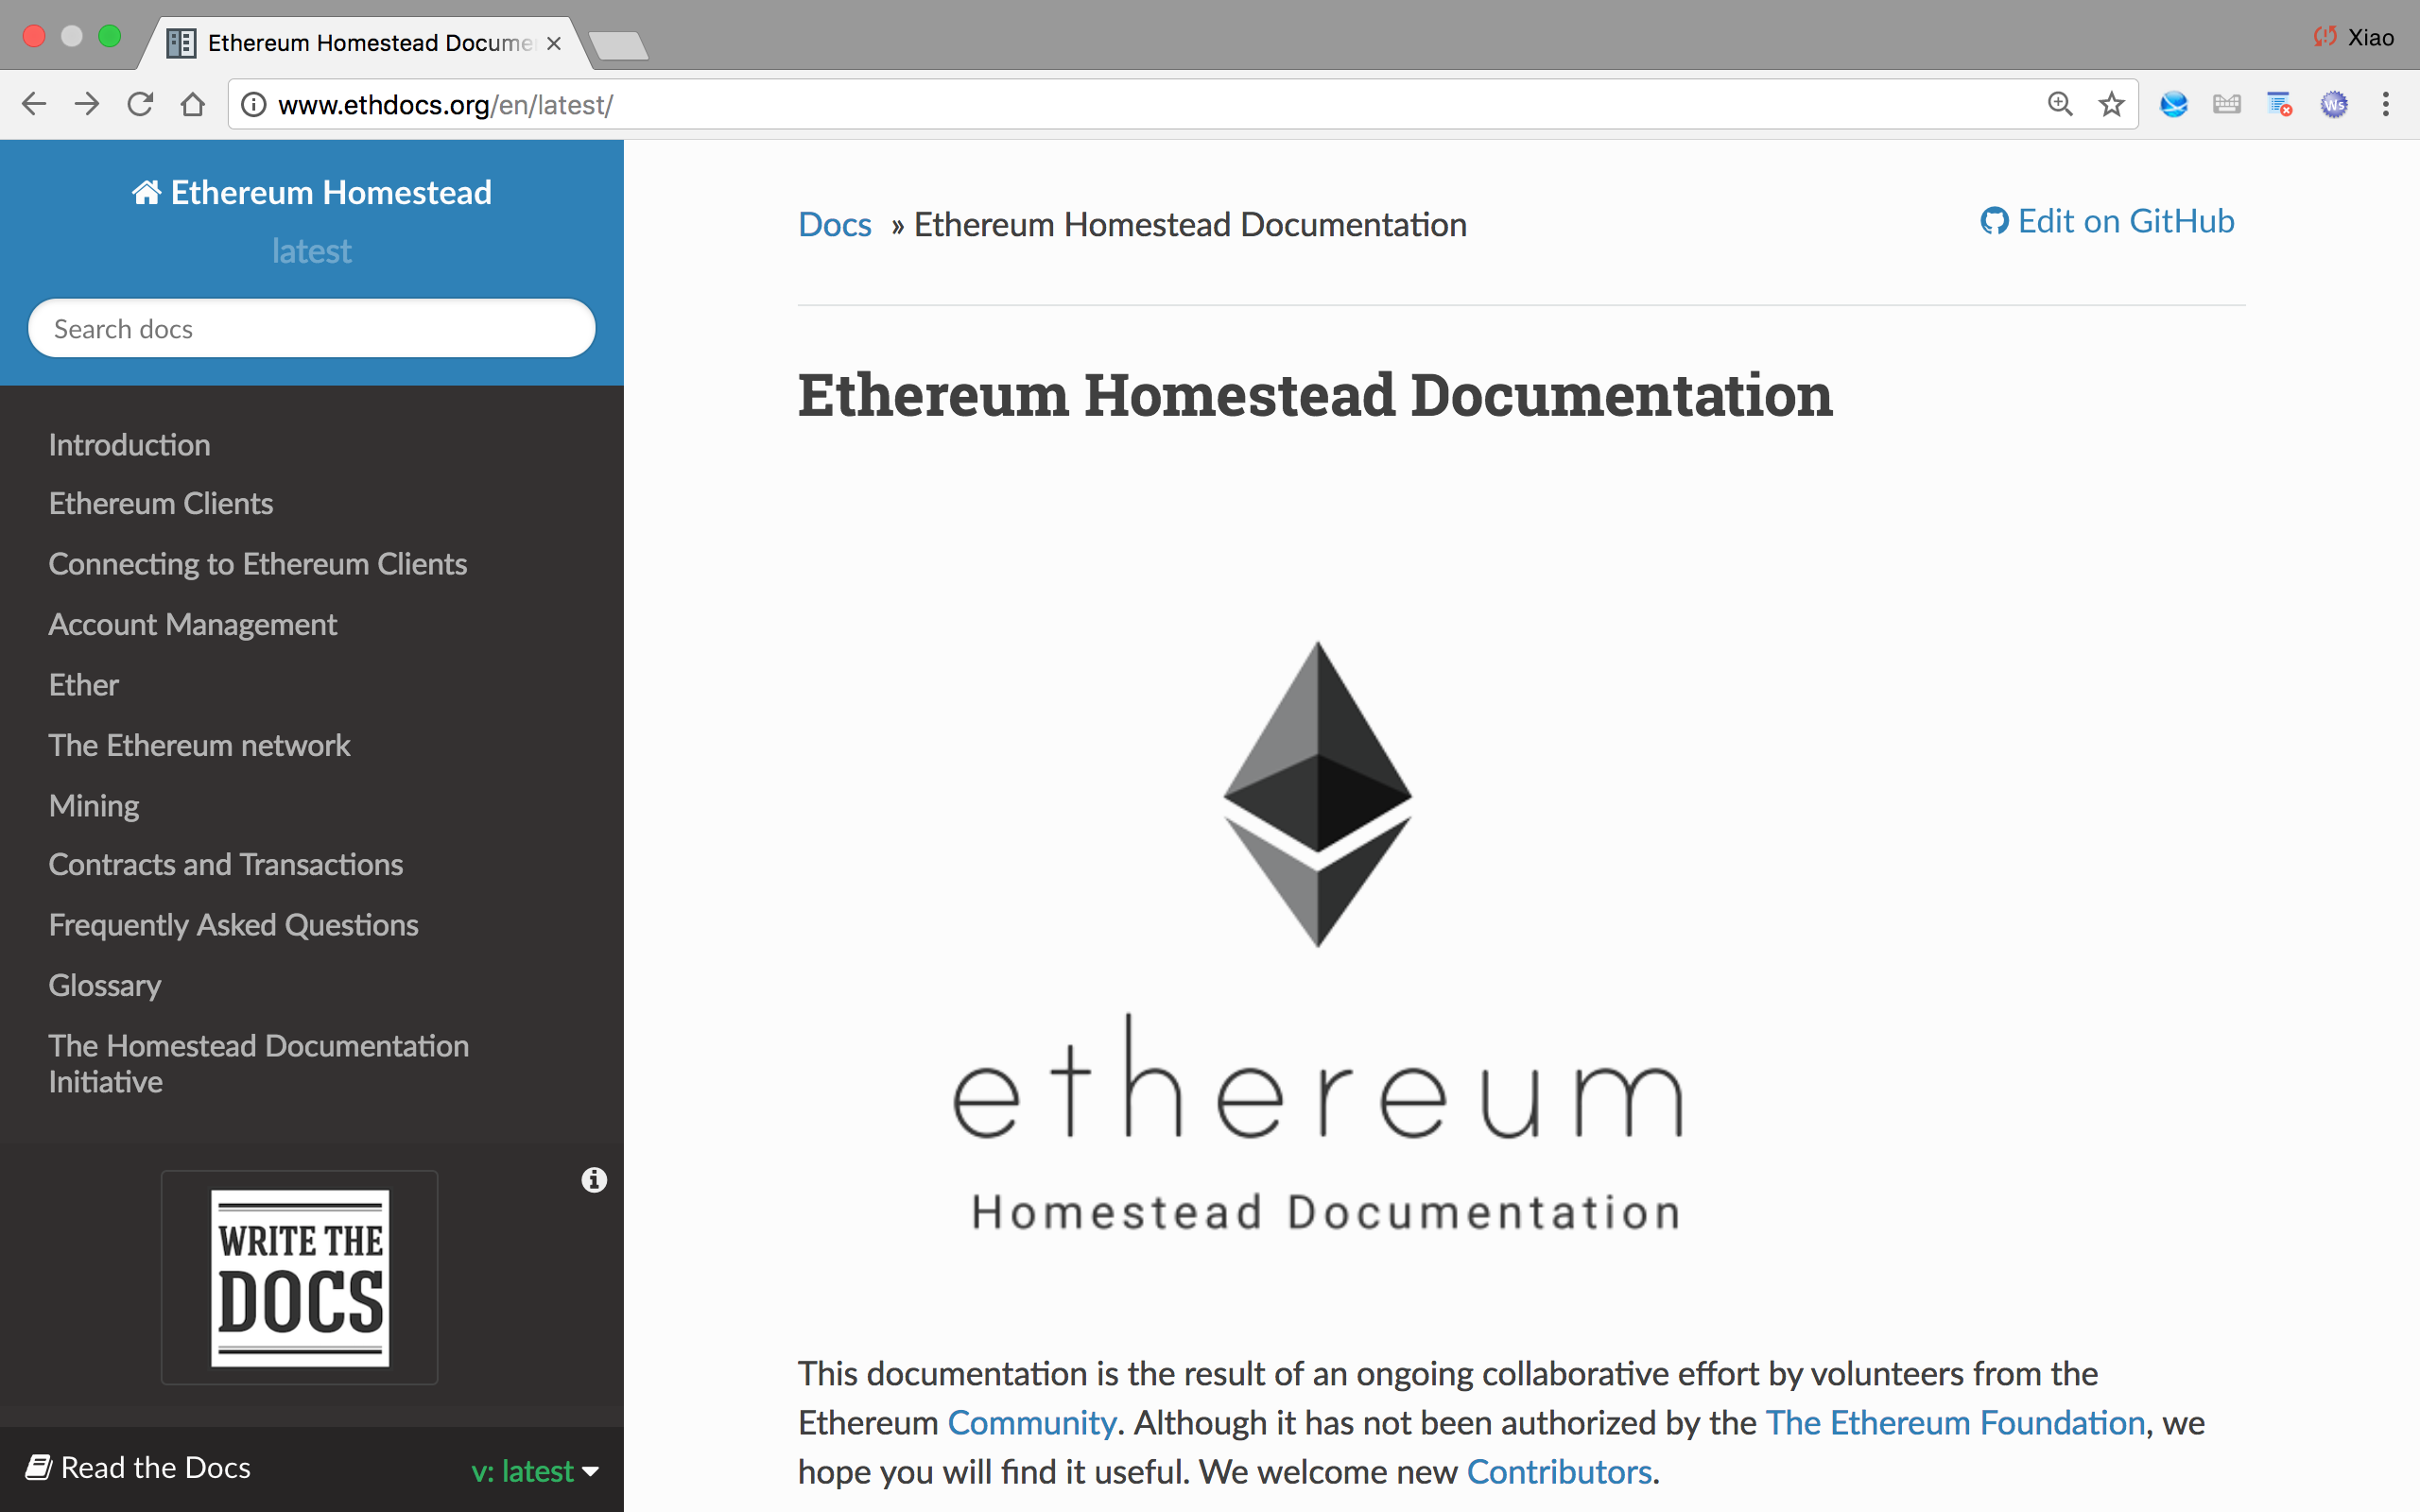 Ethereum Homestead Docume
Xiao
www.ethdocs.org/en/latest/
Ws
Ethereum Homestead
latest
Search docs
Introduction
Ethereum Clients
Connecting to Ethereum Clients
Account Management
Ether
The Ethereum network
Mining
Contracts and Transactions
Frequently Asked Questions
Glossary
The Homestead Documentation
Initiative
WRITE THE
DOCS
Read the Docs
v: latest
Docs » Ethereum Homestead Documentation
Edit on GitHub
Ethereum Homestead Documentation
ethereum
Homestead Documentation
This documentation is the result of an ongoing collaborative effort by volunteers from the
Ethereum Community. Although it has not been authorized by the The Ethereum Foundation, we
hope you will find it useful. We welcome new Contributors.